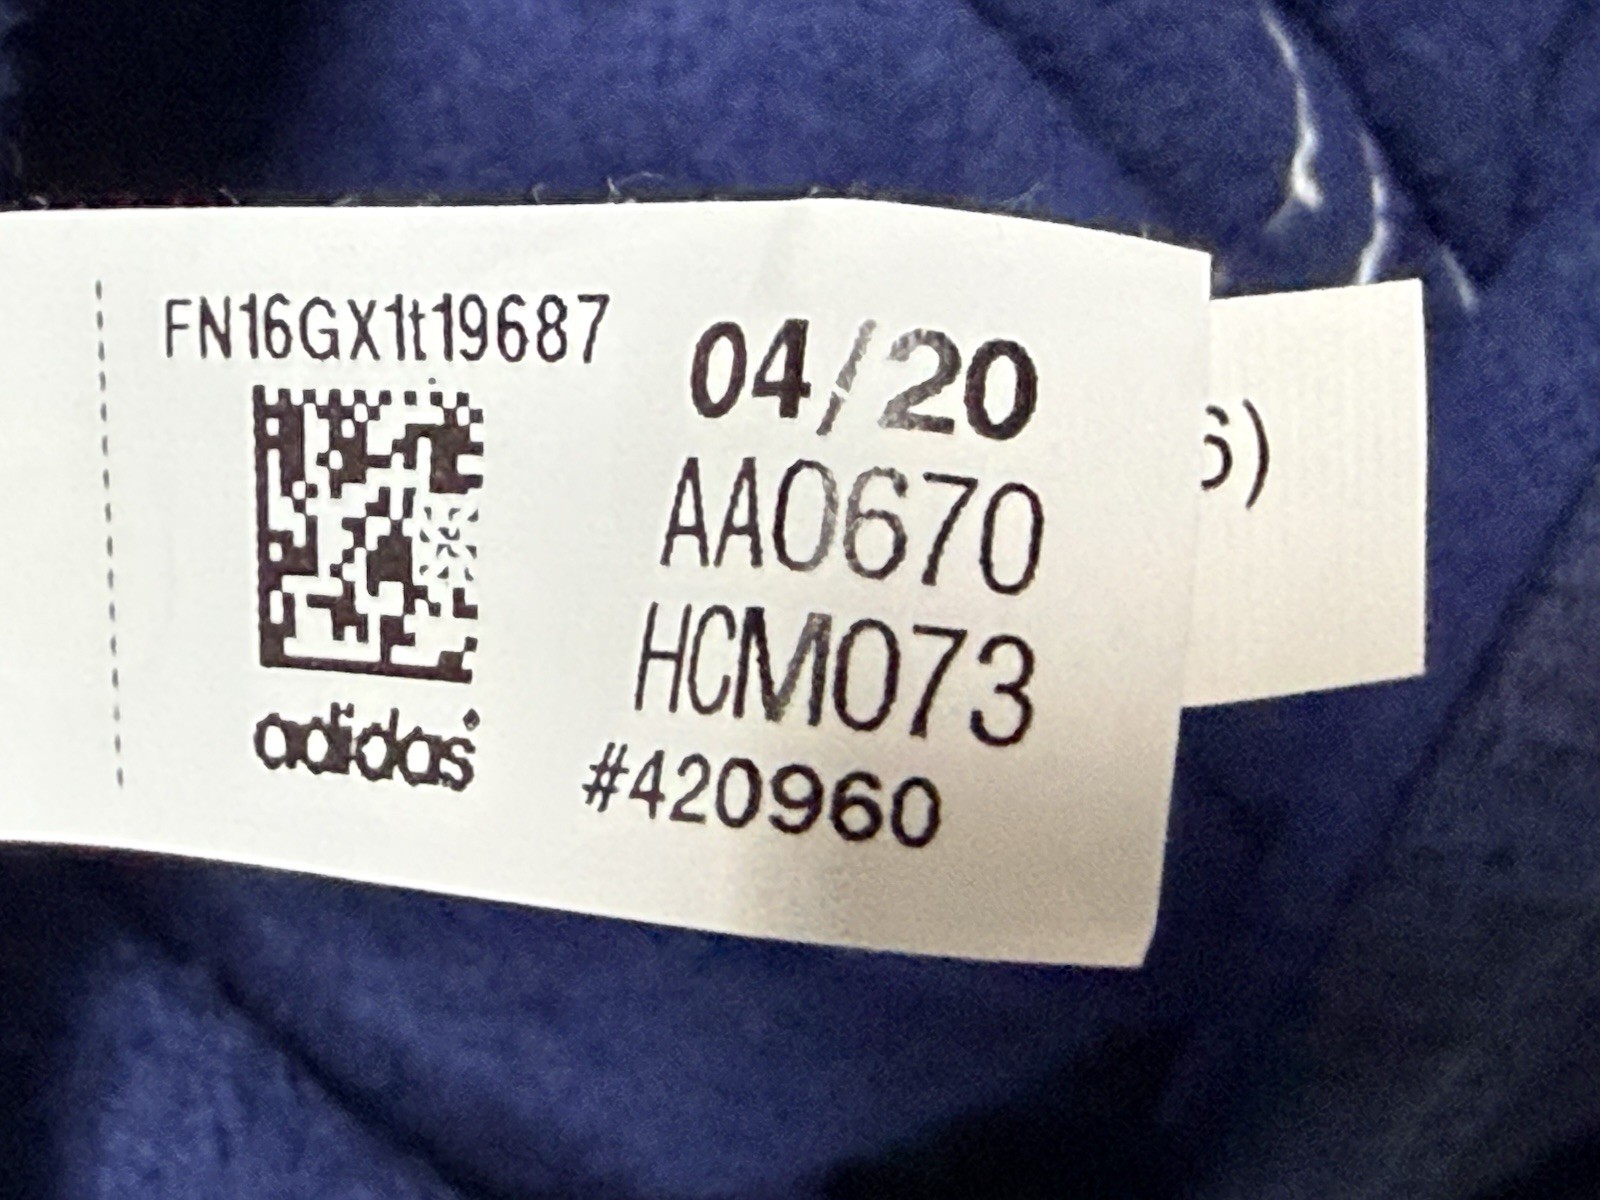 FN16GX1t19687
04/20
AA0670
HCM073
#420960
adidas
)